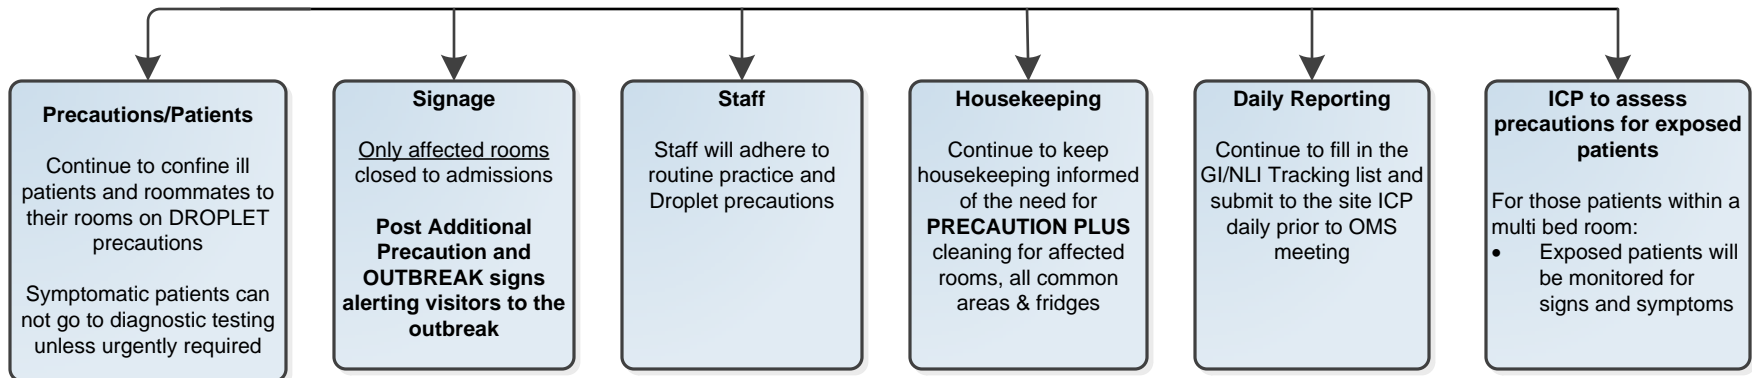 Precautions/Patients
Continue to confine ill
patients and roommates to
their rooms on DROPLET
precautions
Symptomatic patients can
not go to diagnostic testing
unless urgently required
Signage
Only affected rooms
closed to admissions
Post Additional
Precaution and
OUTBREAK signs
alerting visitors to the
outbreak
Staff
Staff will adhere to
routine practice and
Droplet precautions
Housekeeping
Continue to keep
housekeeping informed
of the need for
PRECAUTION PLUS
cleaning for affected
rooms, all common
areas & fridges
Daily Reporting
Continue to fill in the
GI/NLI Tracking list and
submit to the site ICP
daily prior to OMS
meeting
ICP to assess
precautions for exposed
patients
For those patients within a
multi bed room:
• Exposed patients will
be monitored for
signs and symptoms